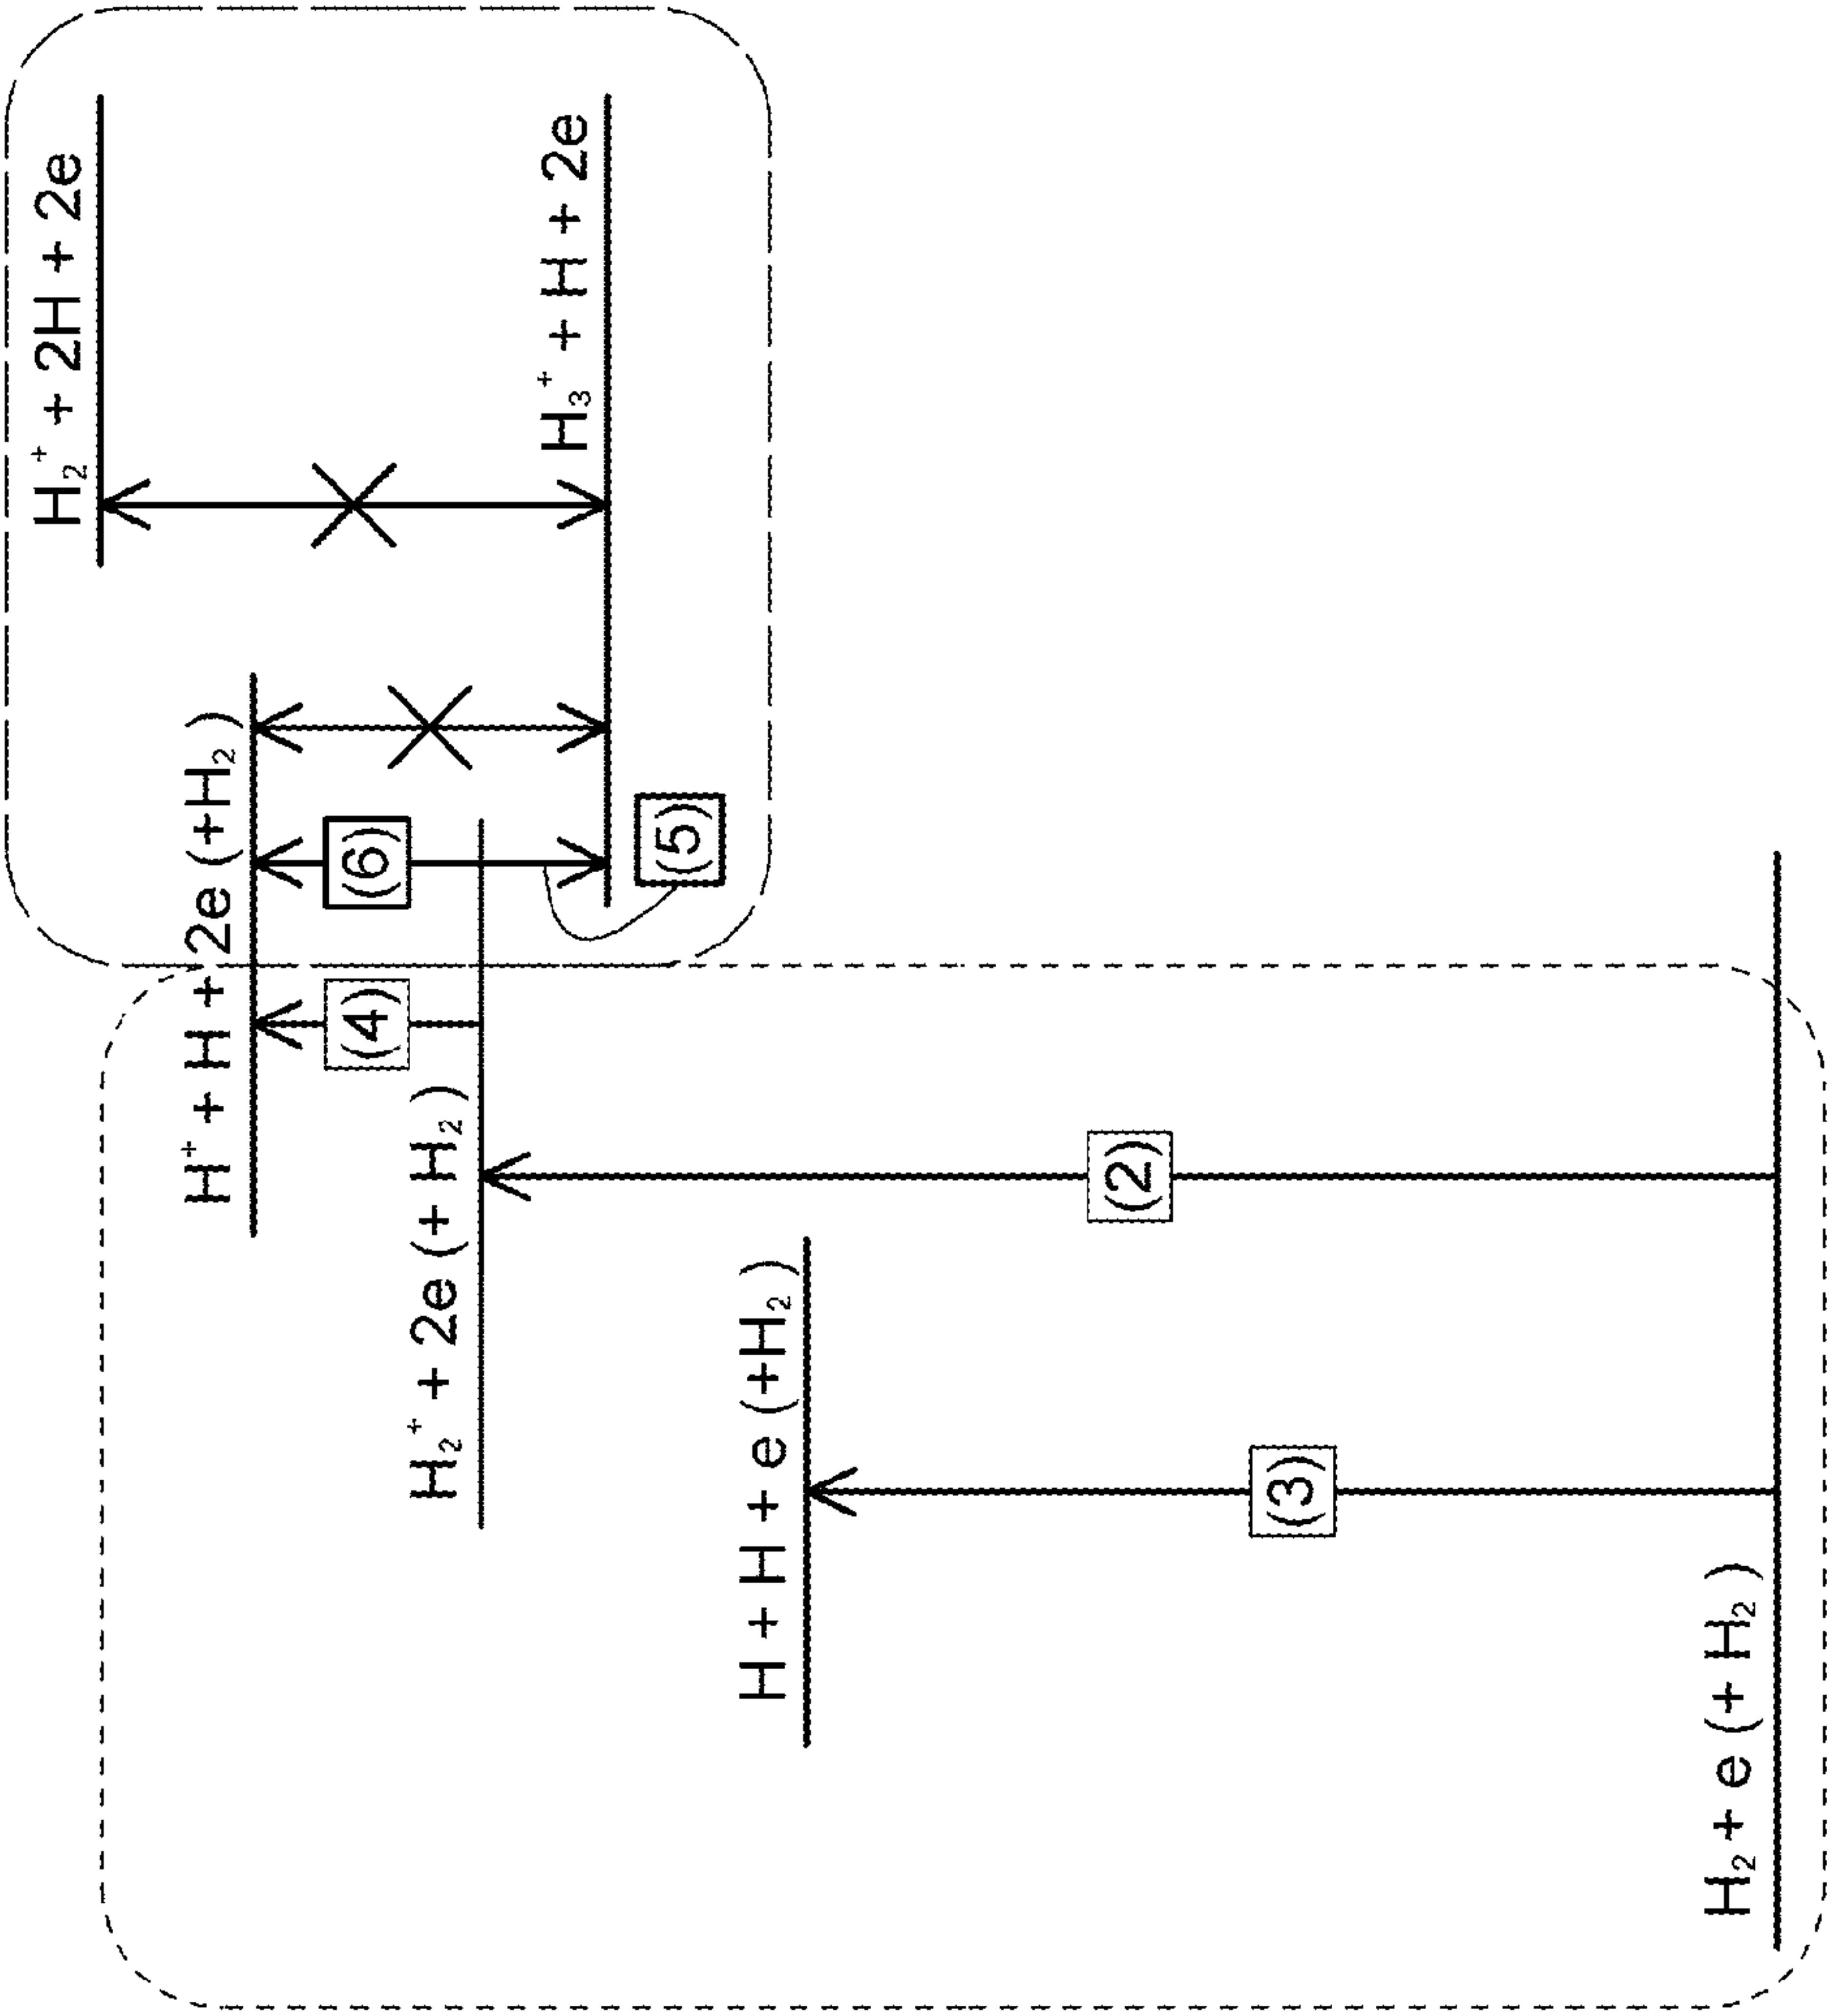 H₂⁺ + 2H + 2e
H₃⁺ + H + 2e
H⁺ + H + 2e (+H₂)
(6)
(5)
(4)
H₂⁺ + 2e (+ H₂)
(2)
H + H + e (+H₂)
(3)
H₂ + e (+ H₂)